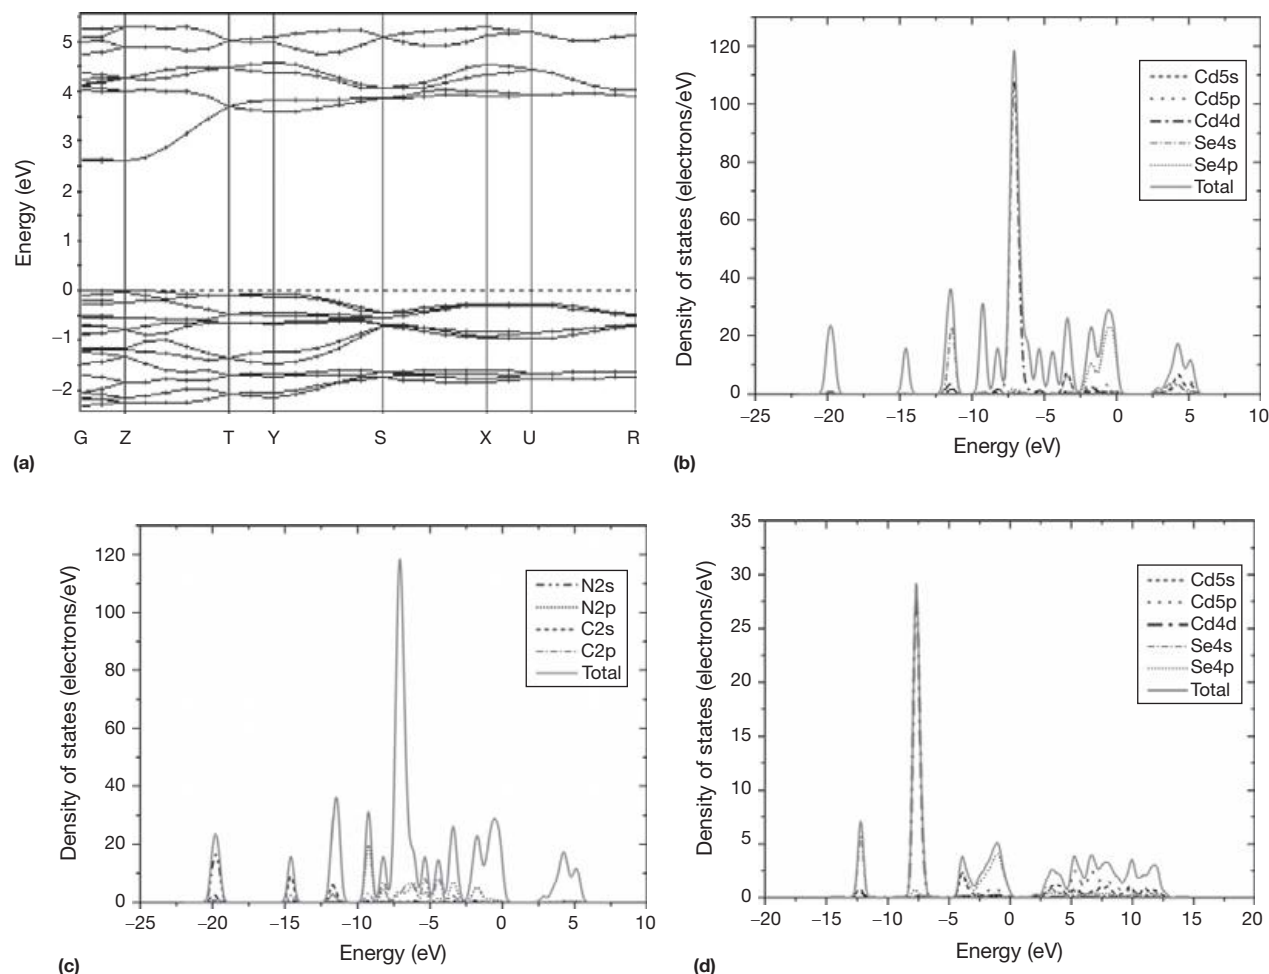 5
4
3
2
1
0
−1
−2
Energy (eV)
G Z T Y S X U R
(a)
120
100
80
60
40
20
0
Density of states (electrons/eV)
Cd5s
Cd5p
Cd4d
Se4s
Se4p
Total
−25 −20 −15 −10 −5 0 5 10
Energy (eV)
(b)
120
100
80
60
40
20
0
Density of states (electrons/eV)
N2s
N2p
C2s
C2p
Total
−25 −20 −15 −10 −5 0 5 10
Energy (eV)
(c)
35
30
25
20
15
10
5
0
Density of states (electrons/eV)
Cd5s
Cd5p
Cd4d
Se4s
Se4p
Total
−20 −15 −10 −5 0 5 10 15 20
Energy (eV)
(d)